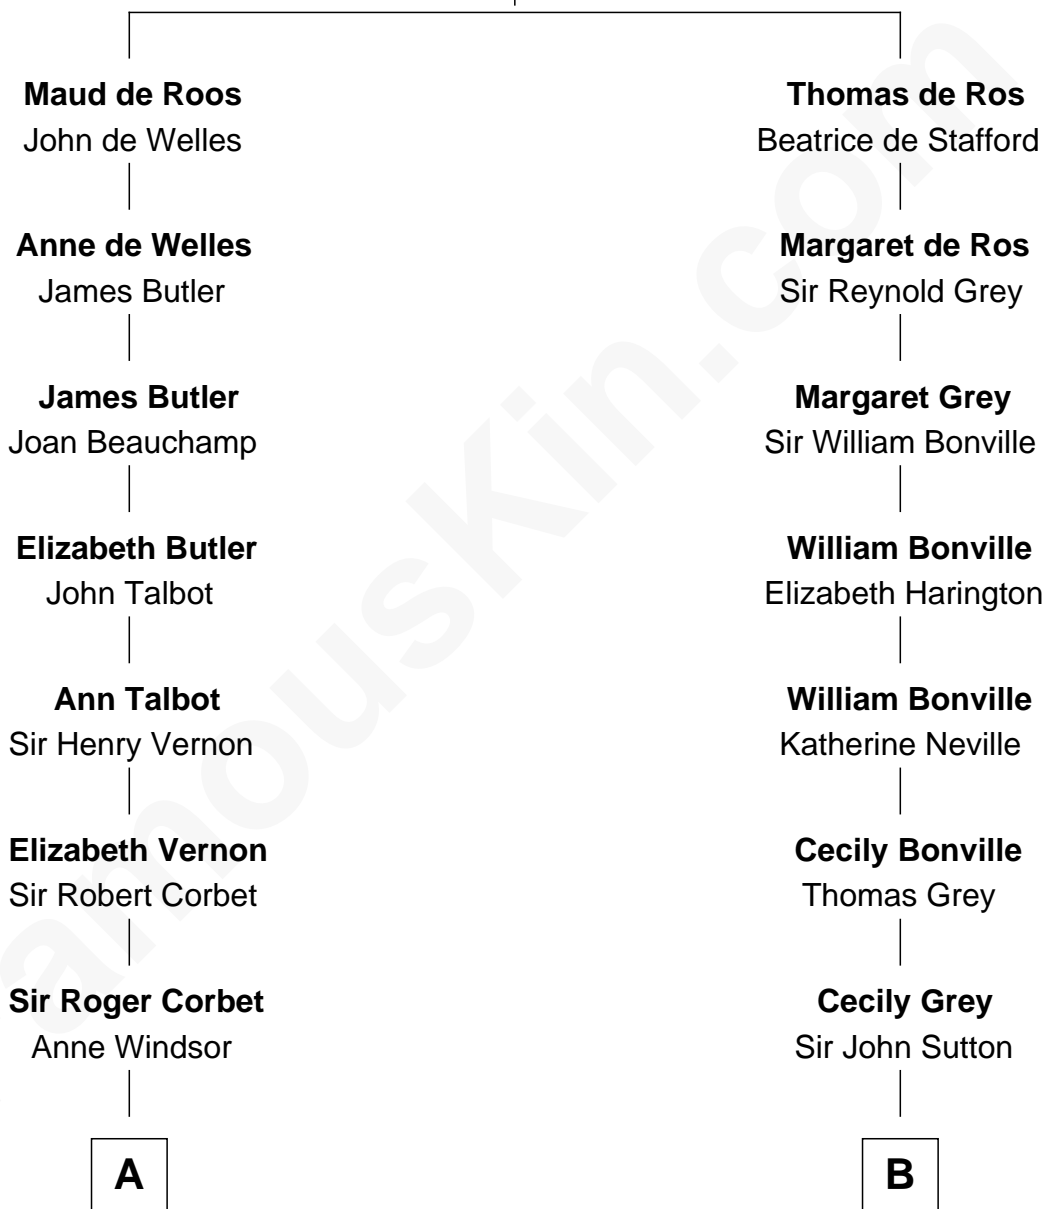 Maud de Roos
John de Welles
Thomas de Ros
Beatrice de Stafford
Anne de Welles
James Butler
Margaret de Ros
Sir Reynold Grey
James Butler
Joan Beauchamp
Margaret Grey
Sir William Bonville
Elizabeth Butler
John Talbot
William Bonville
Elizabeth Harington
Ann Talbot
Sir Henry Vernon
William Bonville
Katherine Neville
Elizabeth Vernon
Sir Robert Corbet
Cecily Bonville
Thomas Grey
Sir Roger Corbet
Anne Windsor
Cecily Grey
Sir John Sutton
A
B
amousKin.com